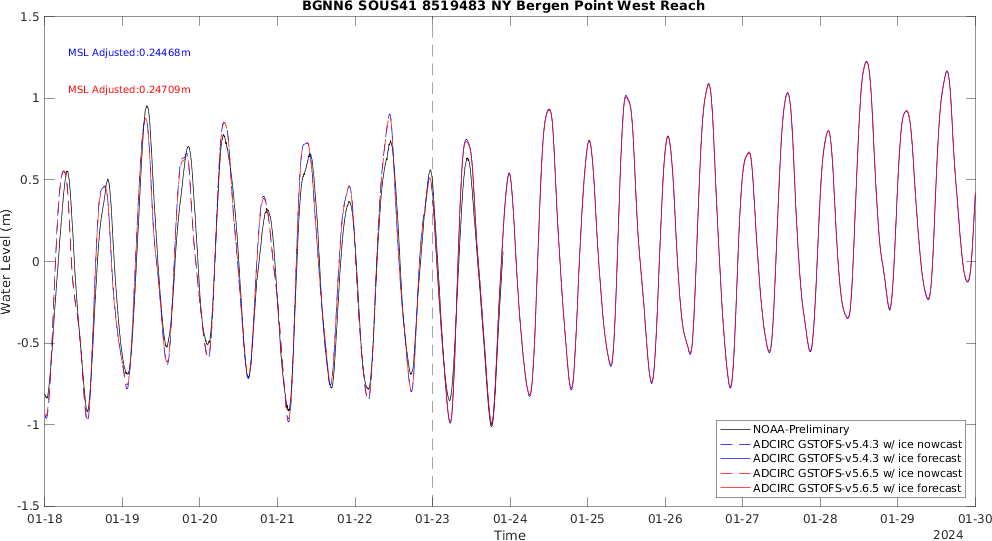 BGNN6 SOUS41 8519483 NY Bergen Point West Reach
MSL Adjusted:0.24468m
MSL Adjusted:0.24709m
Water Level (m)
1.5
1
0.5
0
-0.5
-1
-1.5
NOAA-Preliminary
ADCIRC GSTOFS-v5.4.3 w/ ice nowcast
ADCIRC GSTOFS-v5.4.3 w/ ice forecast
ADCIRC GSTOFS-v5.6.5 w/ ice nowcast
ADCIRC GSTOFS-v5.6.5 w/ ice forecast
01-18 01-19 01-20 01-21 01-22 01-23 01-24 01-25 01-26 01-27 01-28 01-29 01-30
Time
2024